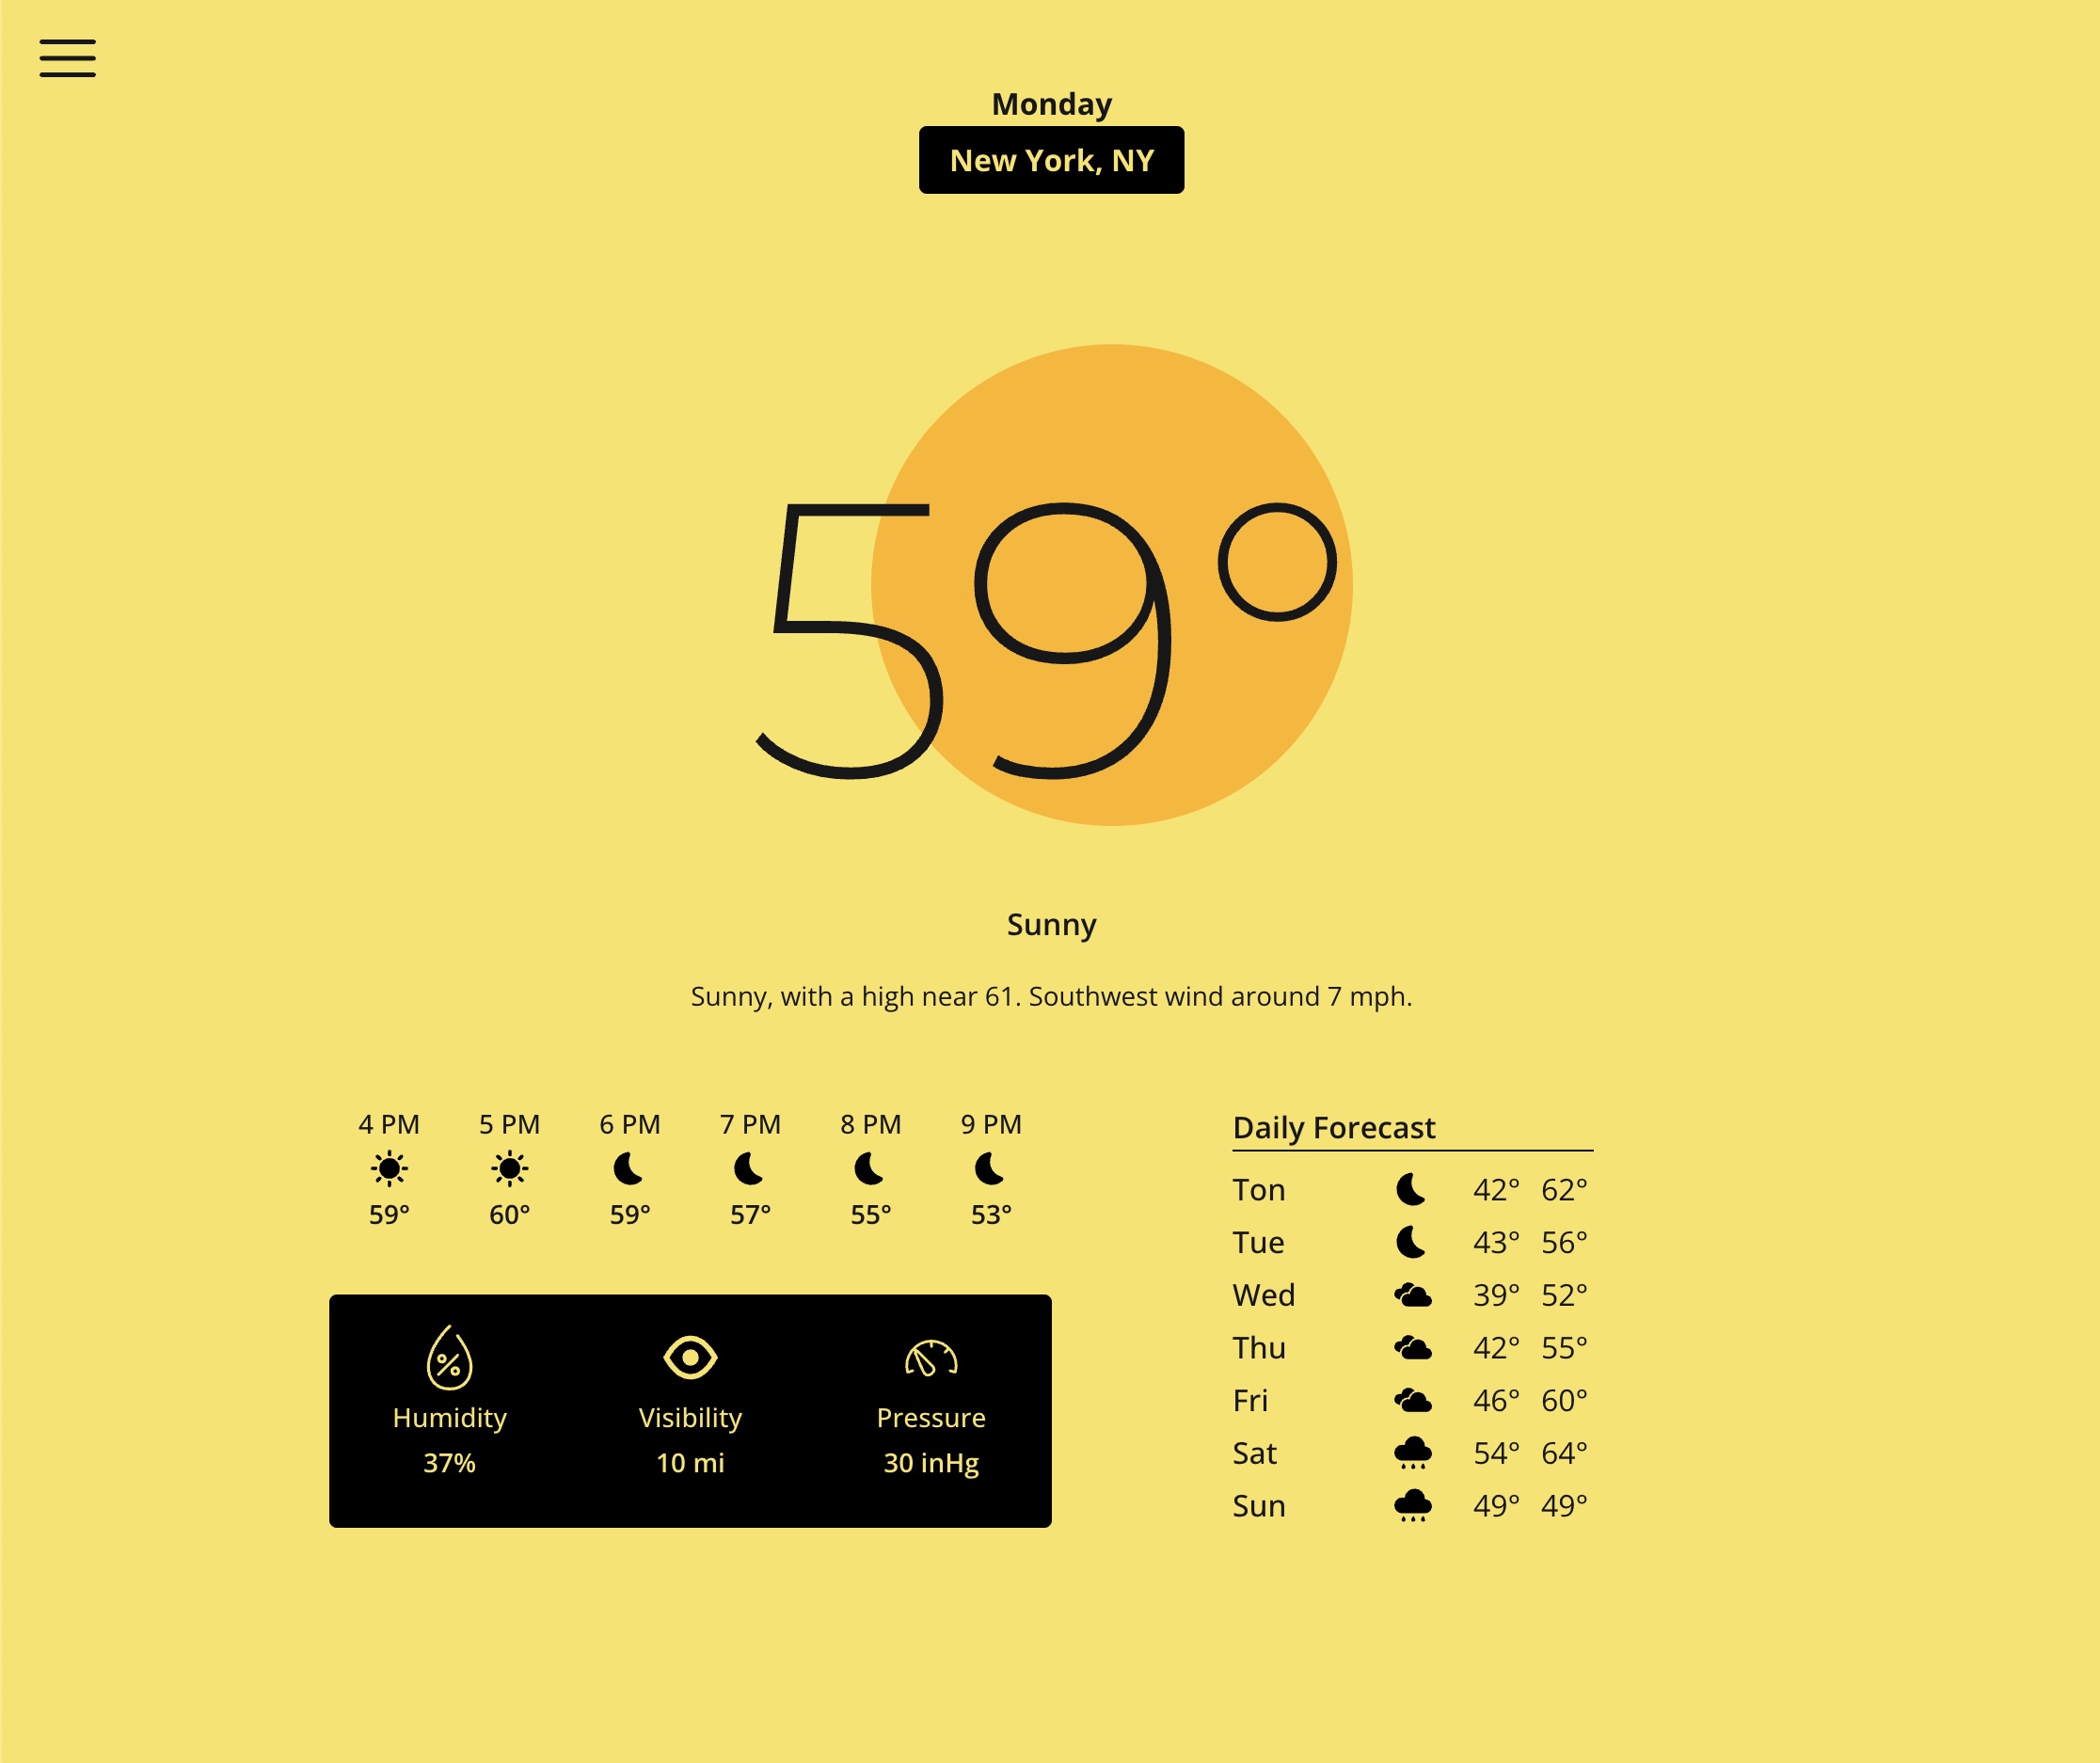 Monday
New York, NY
59°
Sunny
Sunny, with a high near 61. Southwest wind around 7 mph.
4 PM 5 PM 6 PM 7 PM 8 PM 9 PM
59° 60° 59° 57° 55° 53°
Humidity Visibility Pressure
37% 10 mi 30 inHg
Daily Forecast
Ton 42° 62°
Tue 43° 56°
Wed 39° 52°
Thu 42° 55°
Fri 46° 60°
Sat 54° 64°
Sun 49° 49°